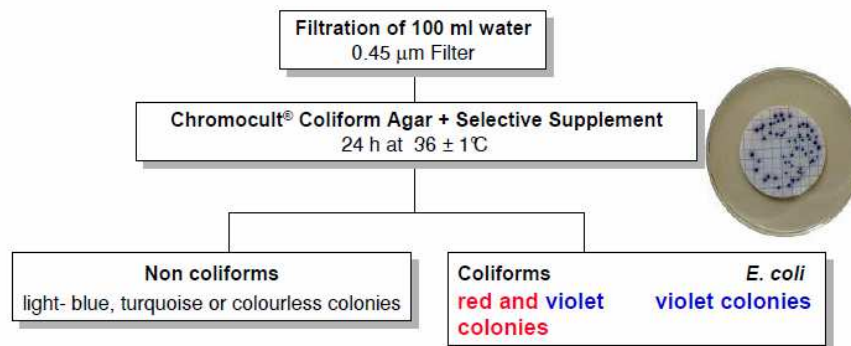 Filtration of 100 ml water
0.45 µm Filter
Chromocult® Coliform Agar + Selective Supplement
24 h at 36 ± 1°C
Non coliforms
light- blue, turquoise or colourless colonies
Coliforms E. coli
red and violet violet colonies
colonies